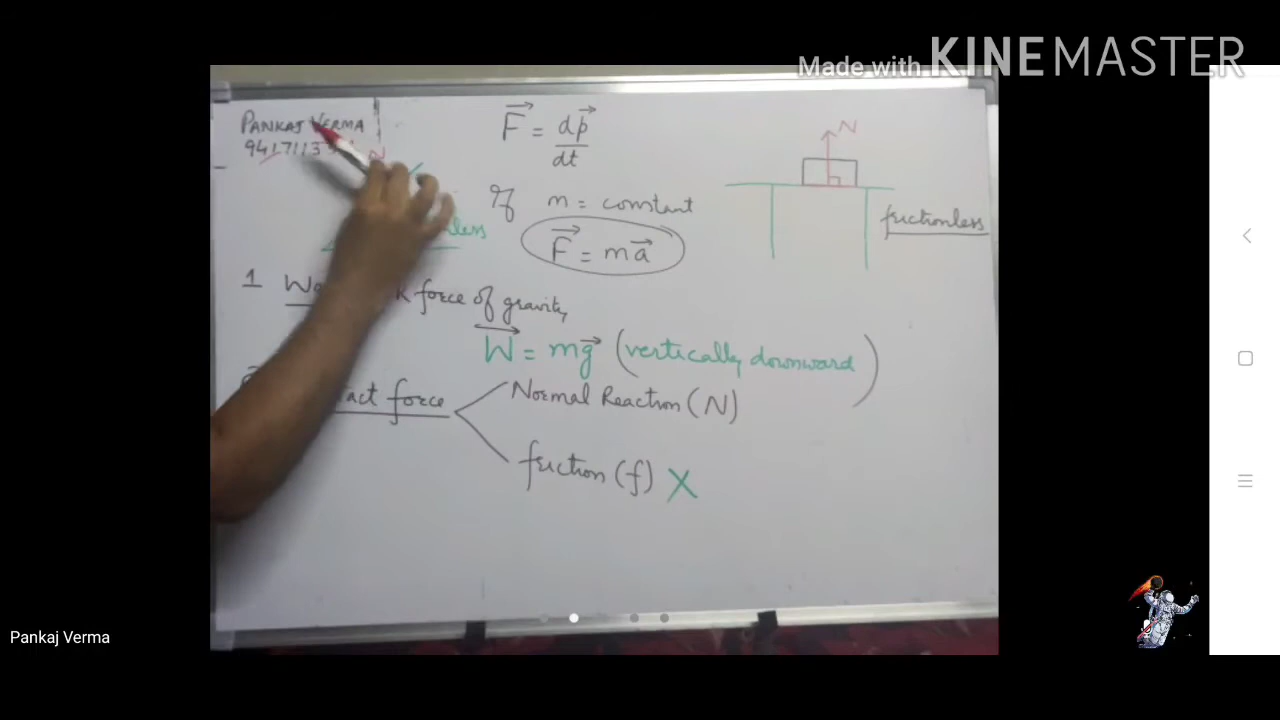 Made with KINEMASTER
PANKAJ VERMA
F = dp
dt
N
N
If m = constant
frictionless
F = ma
1 force of gravity
W = mg (vertically downward)
force
Normal Reaction (N)
friction (f) X
Pankaj Verma